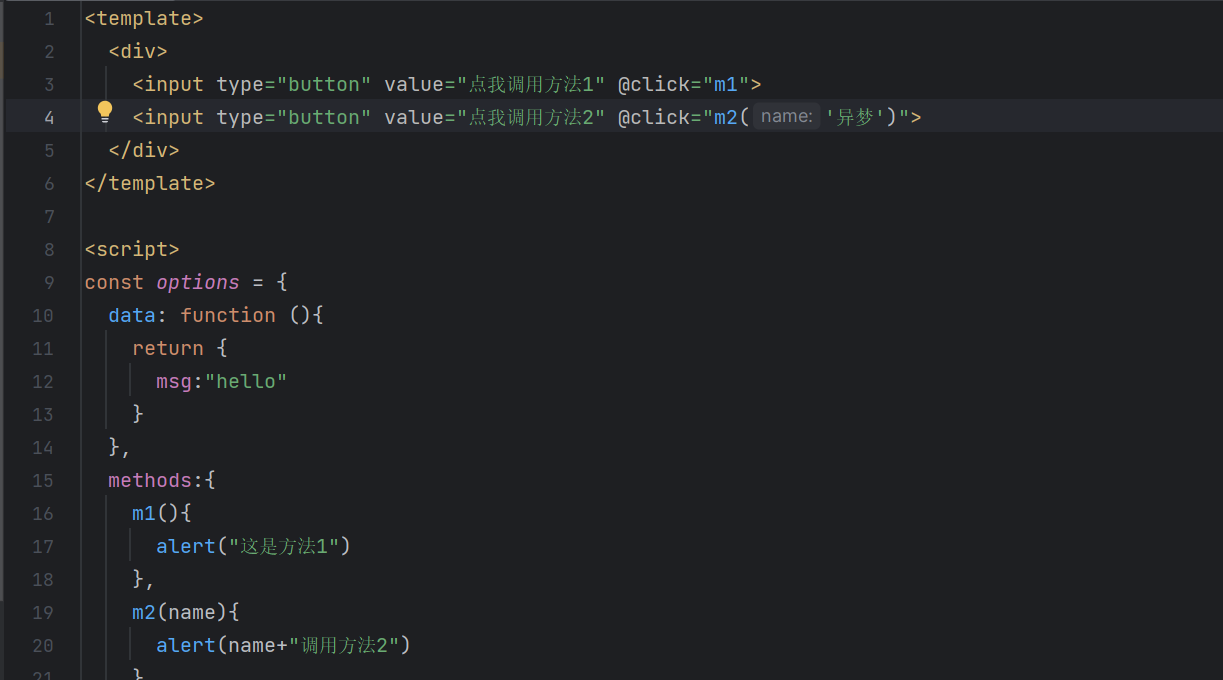 1 <template>
2   <div>
3     <input type="button" value="点我调用方法1" @click="m1">
4     <input type="button" value="点我调用方法2" @click="m2( name: '异梦')">
5   </div>
6 </template>
7
8 <script>
9 const options = {
10   data: function (){
11     return {
12       msg:"hello"
13     }
14   },
15   methods:{
16     m1(){
17       alert("这是方法1")
18     },
19     m2(name){
20       alert(name+"调用方法2")
21     }